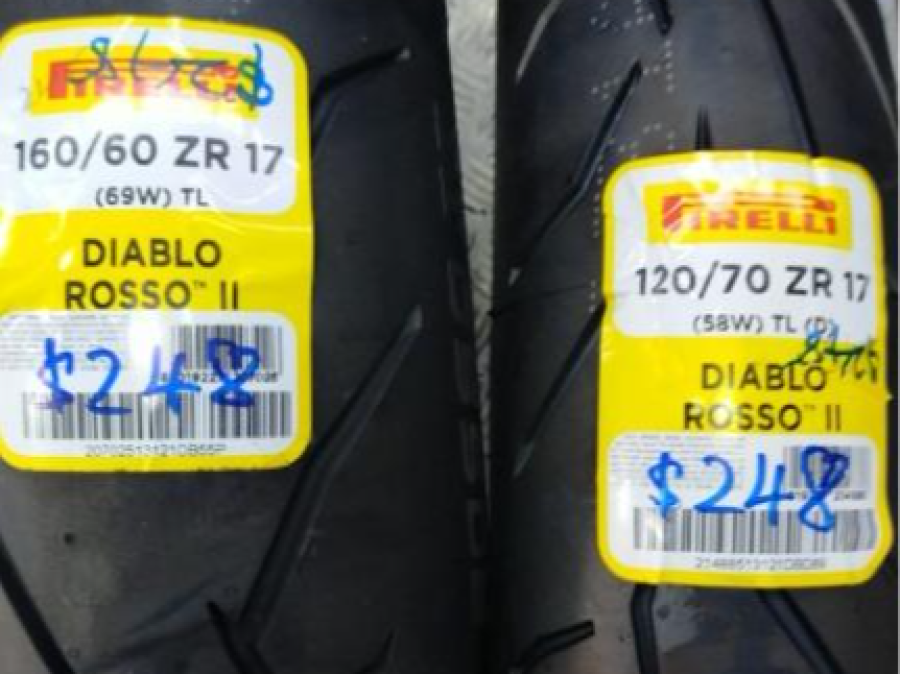 PIRELLI
160/60 ZR 17
(69W) TL
DIABLO
ROSSO™ II
$248
PIRELLI
120/70 ZR 17
(58W) TL (D)
DIABLO
ROSSO™ II
$248